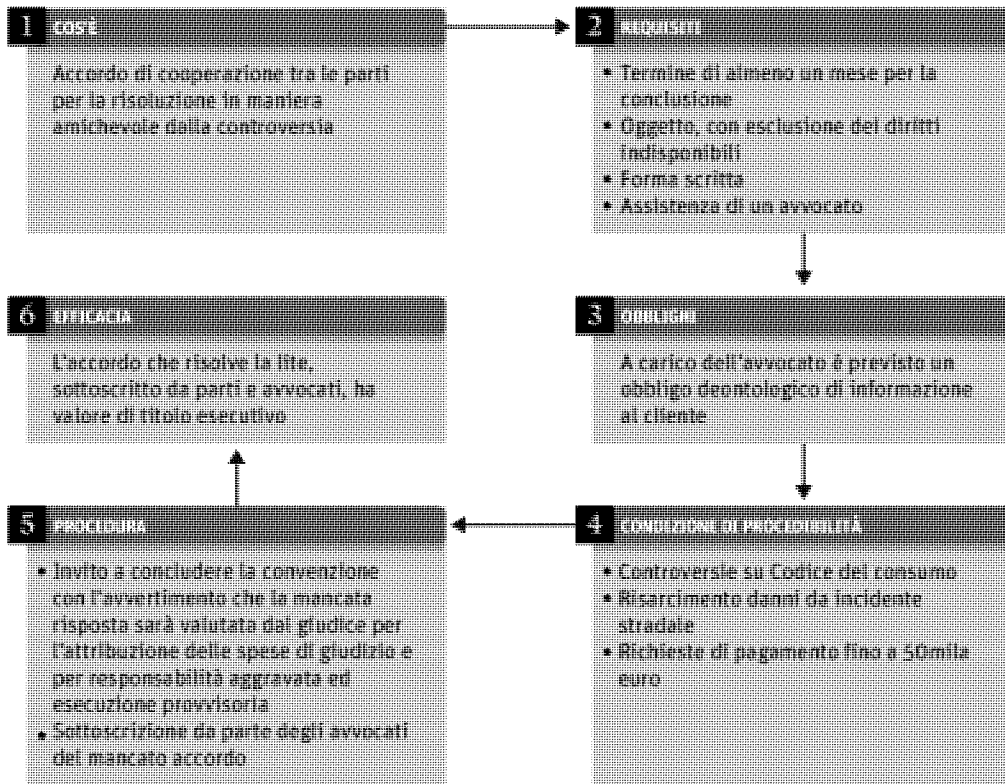 1 COS'È
Accordo di cooperazione tra le parti
per la risoluzione in maniera
amichevole dalla controversia
2 REQUISITI
• Termine di almeno un mese per la
conclusione
• Oggetto, con esclusione dei diritti
indisponibili
• Forma scritta
• Assistenza di un avvocato
3 OBBLIGHI
A carico dell'avvocato è previsto un
obbligo deontologico di informazione
al cliente
4 CONDIZIONE DI PROCEDIBILITÀ
• Controversie su Codice del consumo
• Risarcimento danni da incidente
stradale
• Richieste di pagamento fino a 50mila
euro
5 PROCEDURA
• Invito a concludere la convenzione
con l'avvertimento che la mancata
risposta sarà valutata dal giudice per
l'attribuzione delle spese di giudizio e
per responsabilità aggravata ed
esecuzione provvisoria
• Sottoscrizione da parte degli avvocati
del mancato accordo
6 EFFICACIA
L'accordo che risolve la lite,
sottoscritto da parti e avvocati, ha
valore di titolo esecutivo